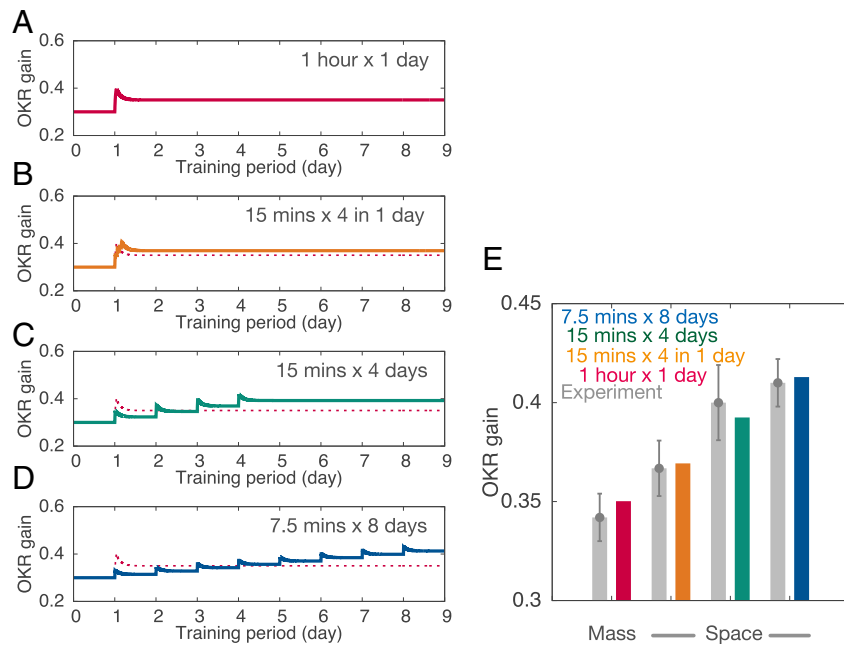 A
0.6
0.4
0.2
OKR gain
1 hour x 1 day
0 1 2 3 4 5 6 7 8 9
Training period (day)
B
0.6
0.4
0.2
OKR gain
15 mins x 4 in 1 day
0 1 2 3 4 5 6 7 8 9
Training period (day)
C
0.6
0.4
0.2
OKR gain
15 mins x 4 days
0 1 2 3 4 5 6 7 8 9
Training period (day)
D
0.6
0.4
0.2
OKR gain
7.5 mins x 8 days
0 1 2 3 4 5 6 7 8 9
Training period (day)
E
0.45
0.4
0.35
0.3
OKR gain
7.5 mins x 8 days
15 mins x 4 days
15 mins x 4 in 1 day
1 hour x 1 day
Experiment
Mass Space